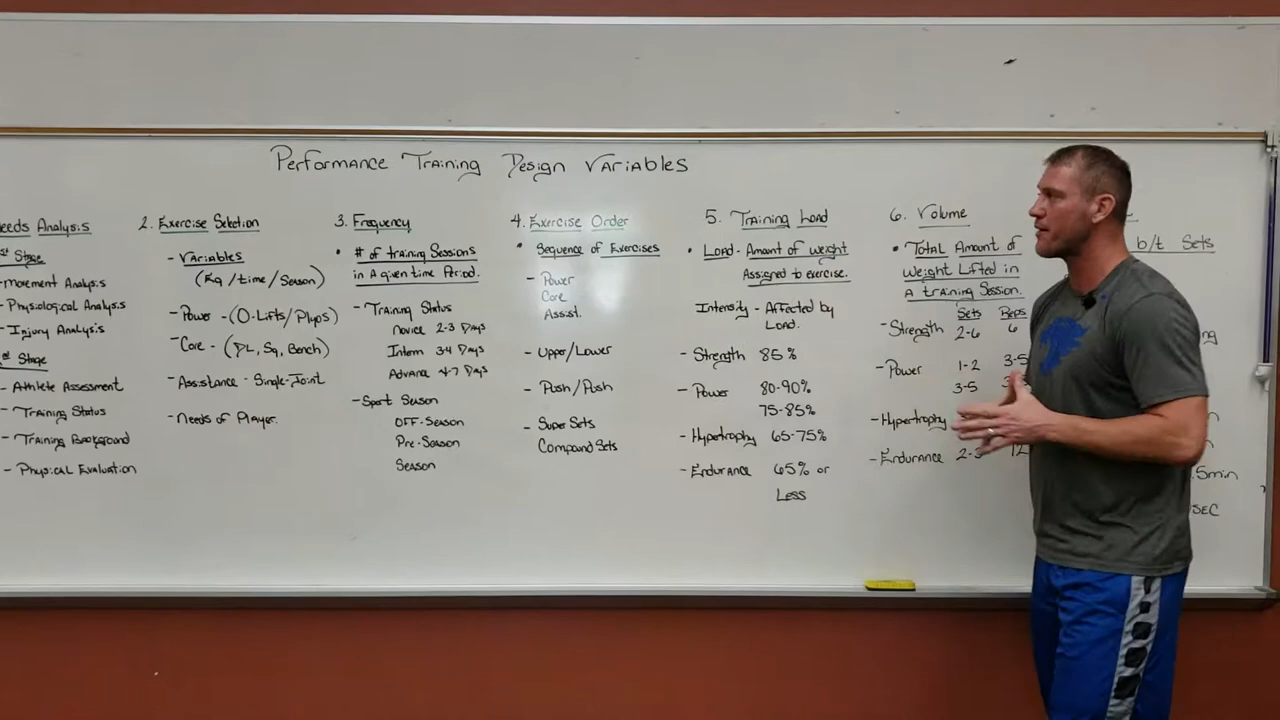 Performance Training Design Variables
eeds Analysis
st Stage
-Movement Analysis
-Physiological Analysis
-Injury Analysis
Stage
-Athlete Assessment
-Training Status
-Training Background
-Physical Evaluation
2. Exercise Selection
-Variables
(Eq/time/Season)
-Power-(O-Lifts/Plyos)
-Core-(DL, Sq, Bench)
-Assistance-Single-Joint
-Needs of Player.
3. Frequency
• # of training Sessions
in A given time Period.
-Training Status
Novice 2-3 Days
Interm 3-4 Days
Advance 4-7 Days
-Sport Season
OFF-Season
Pre-Season
Season
4. Exercise Order
• Sequence of Exercises
-Power
Core
Assist.
-Upper/Lower
-Push/Push
-Super Sets
Compound Sets
5. Training Load
• Load-Amount of weight
Assigned to exercise.
Intensity-Affected by
Load.
-Strength 85%
-Power 80-90%
75-85%
-Hypertrophy 65-75%
-Endurance 65% or
Less
6. Volume
• Total Amount of
Weight Lifted in
A training Session.
Sets Reps
-Strength 2-6 6
-Power 1-2 3-5
3-5
-Hypertrophy
-Endurance 2-3 12
b/t Sets
.5min
SEC